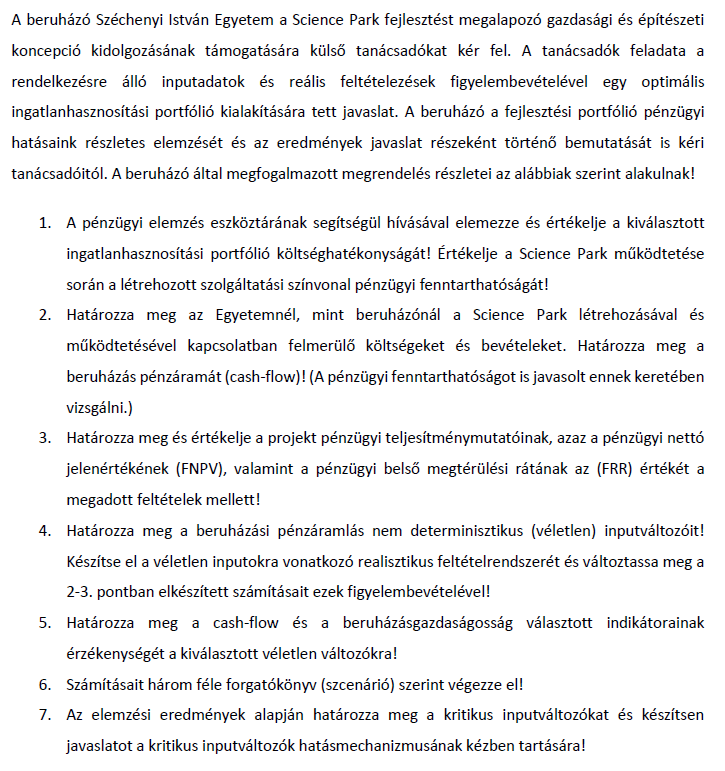 A beruházó Széchenyi István Egyetem a Science Park fejlesztést megalapozó gazdasági és építészeti
koncepció kidolgozásának támogatására külső tanácsadókat kér fel. A tanácsadók feladata a
rendelkezésre álló inputadatok és reális feltételezések figyelembevételével egy optimális
ingatlanhasznosítási portfólió kialakítására tett javaslat. A beruházó a fejlesztési portfólió pénzügyi
hatásaink részletes elemzését és az eredmények javaslat részeként történő bemutatását is kéri
tanácsadóitól. A beruházó által megfogalmazott megrendelés részletei az alábbiak szerint alakulnak!
1. A pénzügyi elemzés eszköztárának segítségül hívásával elemezze és értékelje a kiválasztott
ingatlanhasznosítási portfólió költséghatékonyságát! Értékelje a Science Park működtetése
során a létrehozott szolgáltatási színvonal pénzügyi fenntarthatóságát!
2. Határozza meg az Egyetemnél, mint beruházónál a Science Park létrehozásával és
működtetésével kapcsolatban felmerülő költségeket és bevételeket. Határozza meg a
beruházás pénzáramát (cash-flow)! (A pénzügyi fenntarthatóságot is javasolt ennek keretében
vizsgálni.)
3. Határozza meg és értékelje a projekt pénzügyi teljesítménymutatóinak, azaz a pénzügyi nettó
jelenértékének (FNPV), valamint a pénzügyi belső megtérülési rátának az (FRR) értékét a
megadott feltételek mellett!
4. Határozza meg a beruházási pénzáramlás nem determinisztikus (véletlen) inputváltozóit!
Készítse el a véletlen inputokra vonatkozó realisztikus feltételrendszerét és változtassa meg a
2-3. pontban elkészített számításait ezek figyelembevételével!
5. Határozza meg a cash-flow és a beruházásgazdaságosság választott indikátorainak
érzékenységét a kiválasztott véletlen változókra!
6. Számításait három féle forgatókönyv (szcenárió) szerint végezze el!
7. Az elemzési eredmények alapján határozza meg a kritikus inputváltozókat és készítsen
javaslatot a kritikus inputváltozók hatásmechanizmusának kézben tartására!